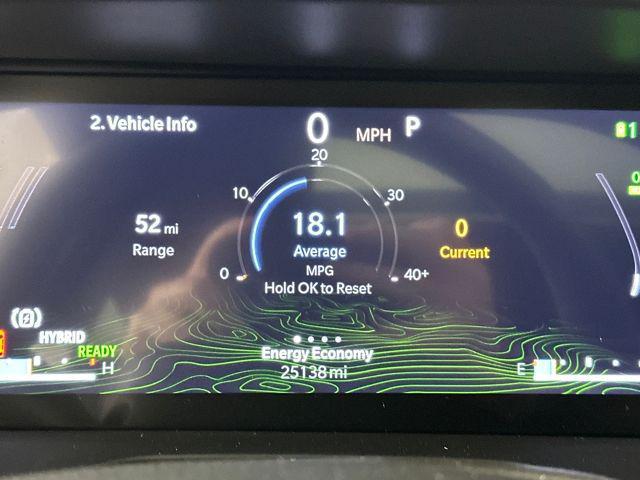 2. Vehicle Info
0 MPH P
20
10
30
52 mi
Range
18.1
Average
MPG
0
Current
0
40+
Hold OK to Reset
HYBRID
READY
H
Energy Economy
25138 mi
E